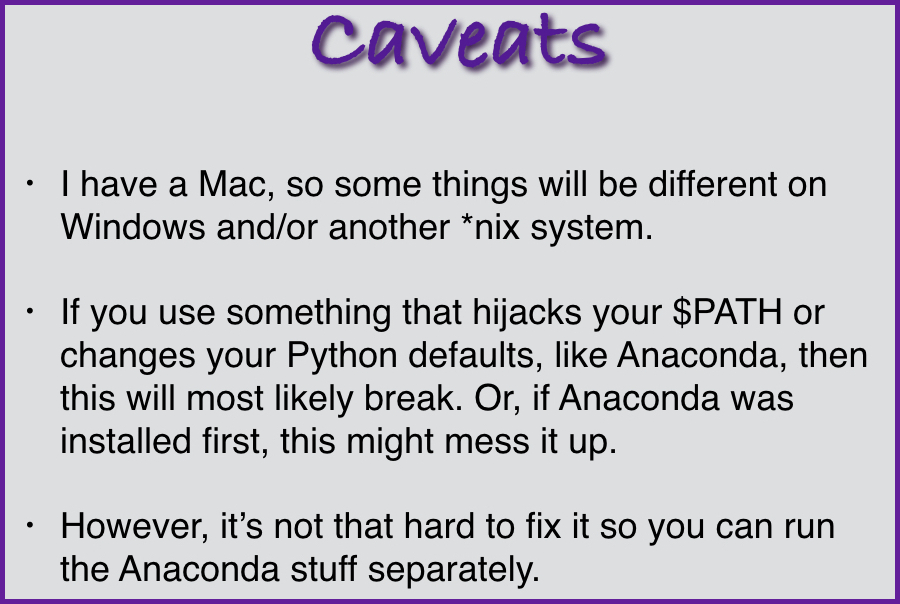 Caveats
• I have a Mac, so some things will be different on
Windows and/or another *nix system.
• If you use something that hijacks your $PATH or
changes your Python defaults, like Anaconda, then
this will most likely break. Or, if Anaconda was
installed first, this might mess it up.
• However, it’s not that hard to fix it so you can run
the Anaconda stuff separately.